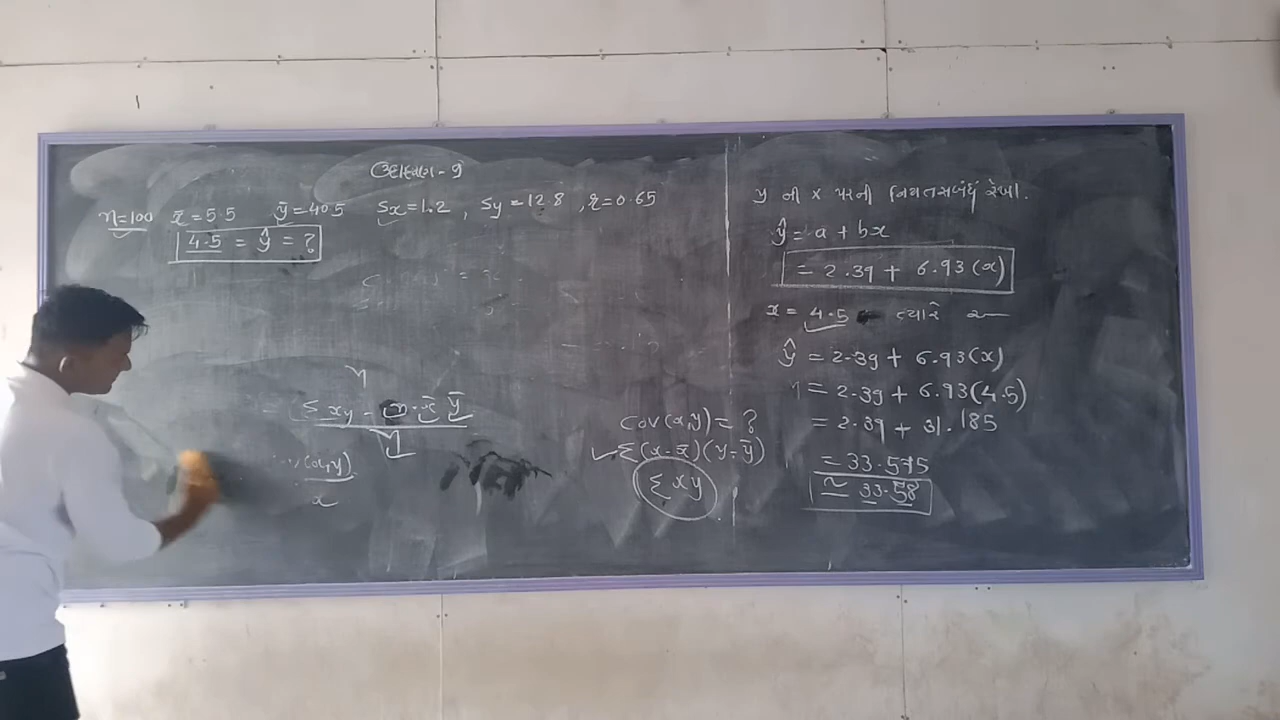 ઉદાહરણ-9
n=100 x̄=5.5 ȳ=40.5 Sx=1.2, Sy=12.8, r=0.65
4.5 = ŷ = ?
n
Σxy - n·x̄ ȳ
n
(x,y)
x
Cov(x,y) = ?
Σ(x-x̄)(y-ȳ)
Σxy
y ની x પરની નિયતસબંધ રેખા.
ŷ = a + bx
= 2.39 + 6.93(x)
x = 4.5 ત્યારે
ŷ = 2.39 + 6.93(x)
= 2.39 + 6.93(4.5)
= 2.39 + 31.185
= 33.575
≃ 33.58